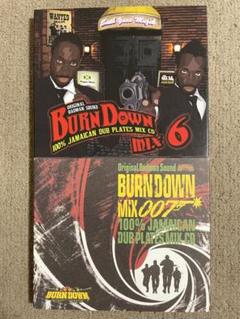 WANTED
ORIGINAL BADMAN SOUND
BURN DOWN
100% JAMAICAN DUB PLATES MIX CD
mix 6
Original Badman Sound
BURN DOWN
MIX 007
100% JAMAICAN
DUB PLATES MIX CD
BURN DOWN